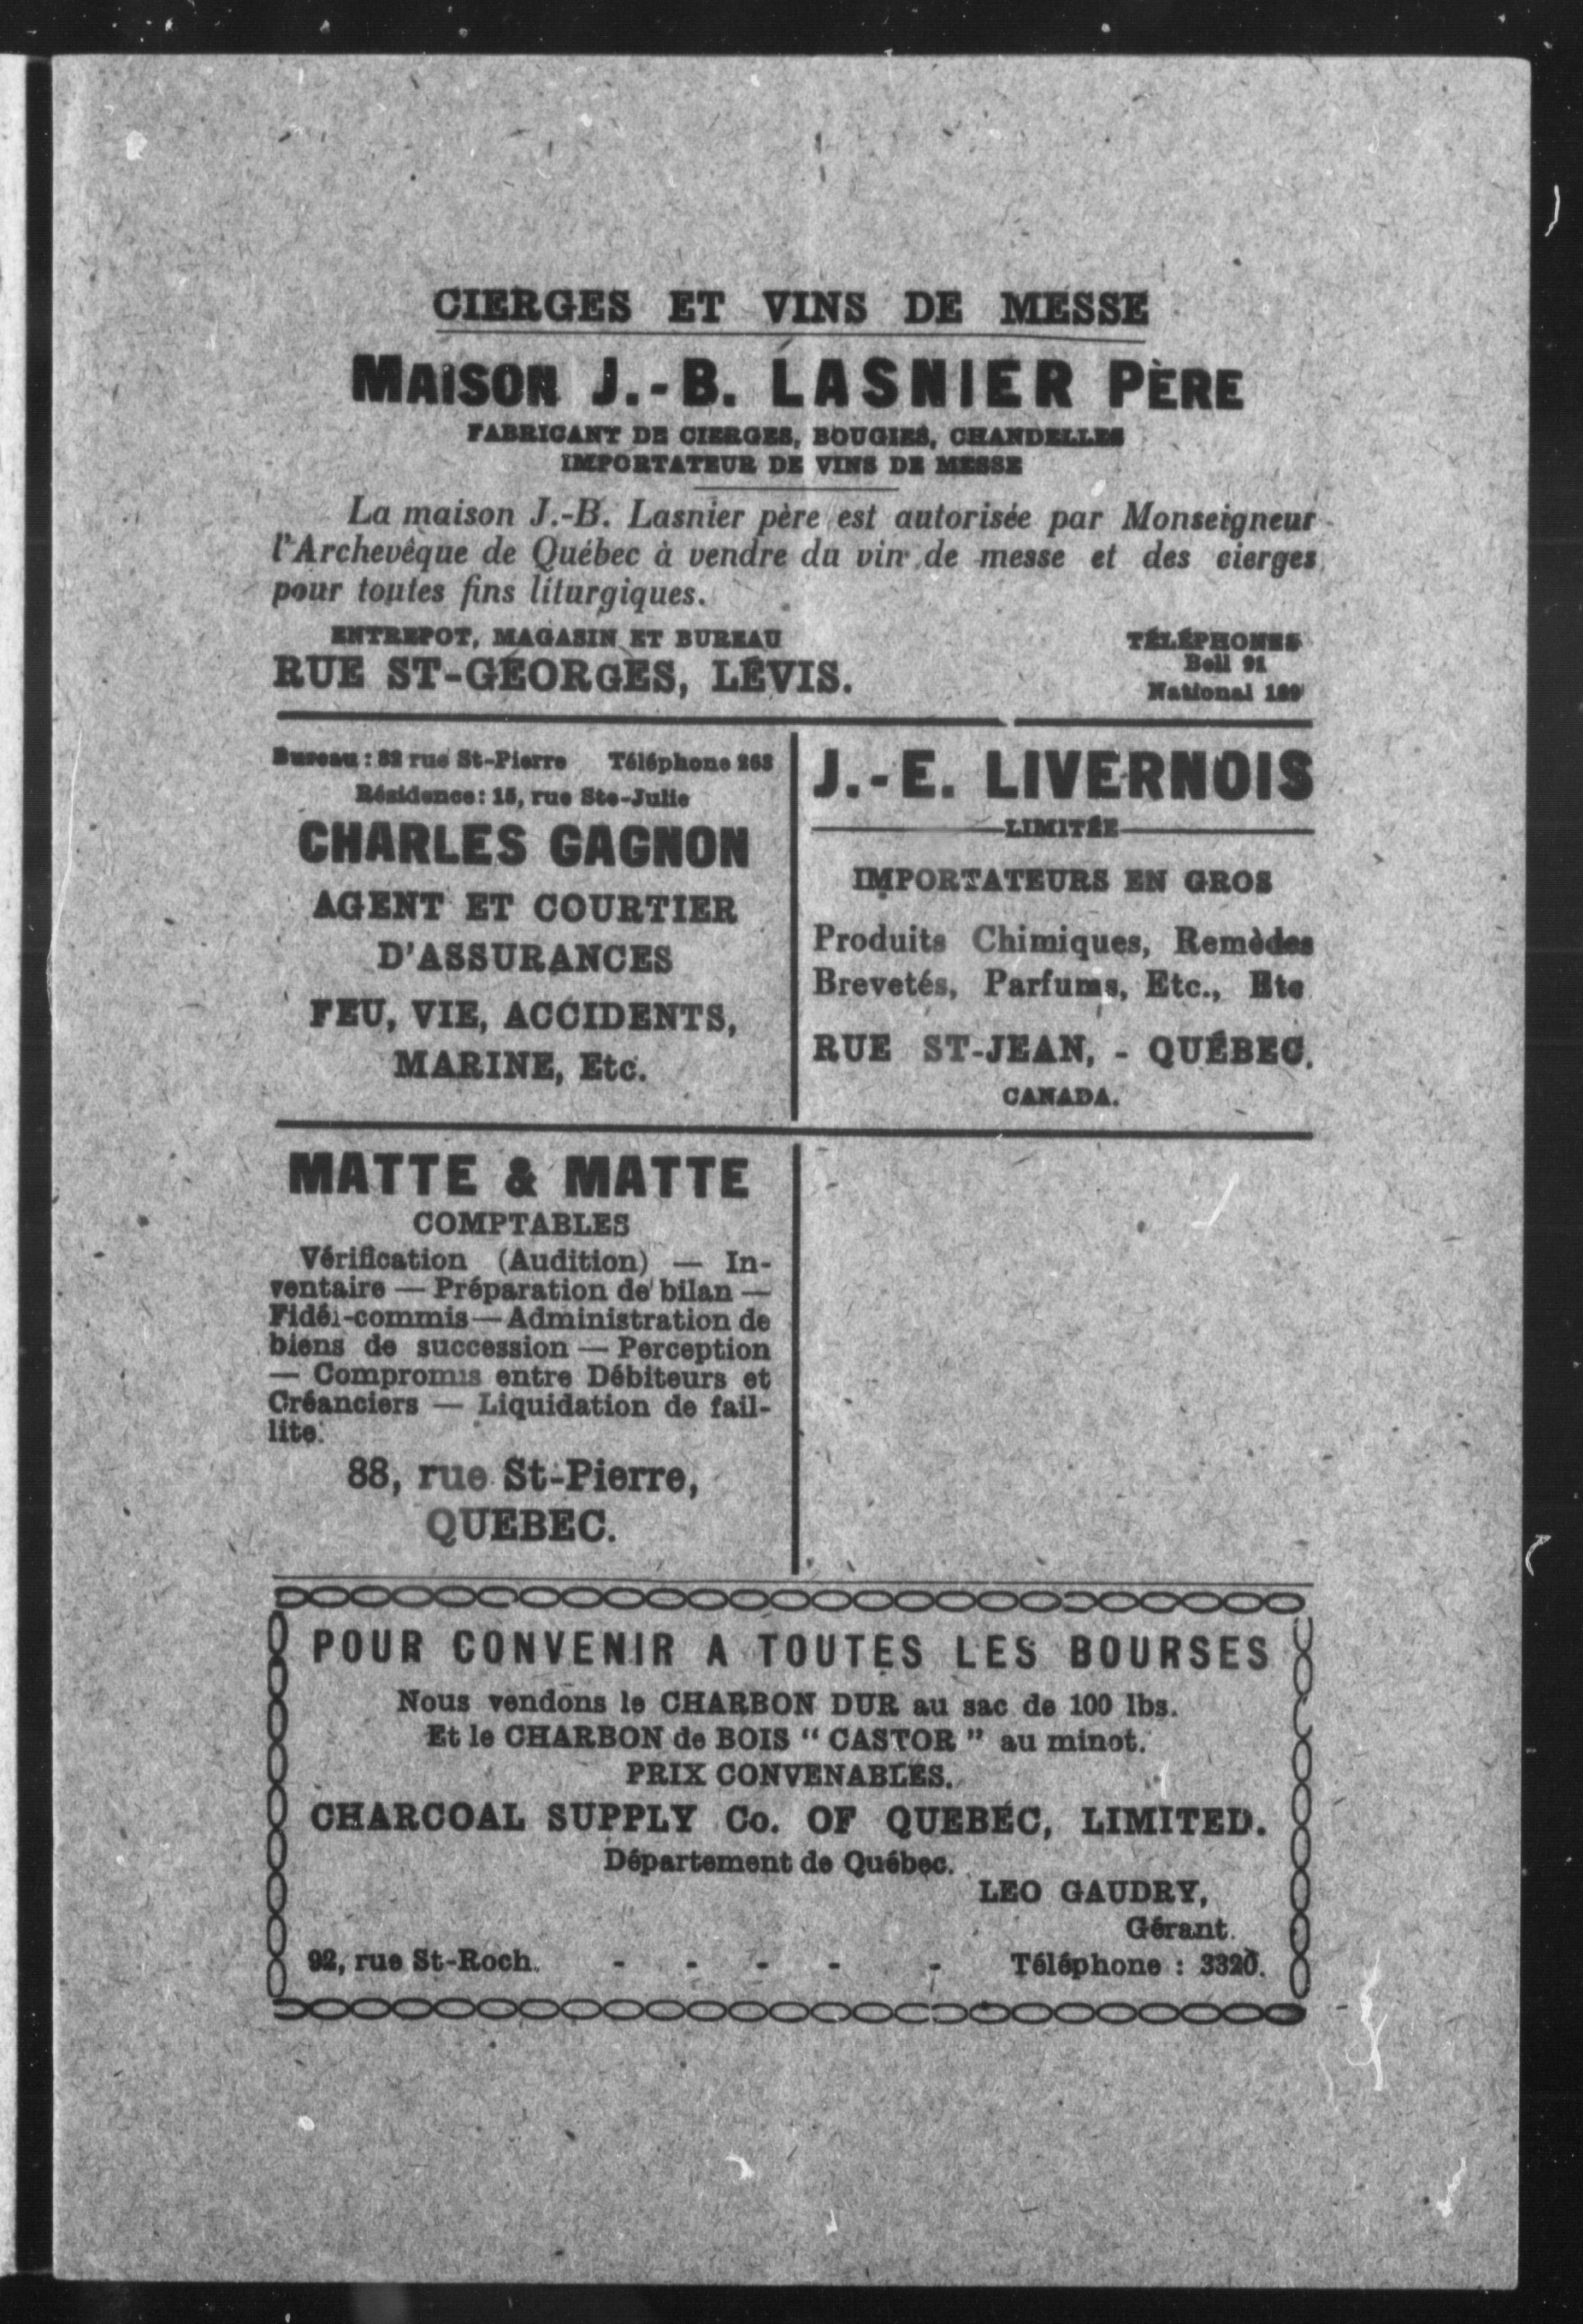 CIERGES ET VINS DE MESSE
MAISON J.-B. LASNIER PÈRE
FABRICANT DE CIERGES, BOUGIES, CHANDELLES
IMPORTATEUR DE VINS DE MESSE
La maison J.-B. Lasnier père est autorisée par Monseigneur
l'Archevêque de Québec à vendre du vin de messe et des cierges
pour toutes fins liturgiques.
ENTREPOT, MAGASIN ET BUREAU
RUE ST-GEORGES, LÉVIS.
TÉLÉPHONES
Bell 91
National
Bureau : 82 rue St-Pierre Téléphone 263
Résidence: 15, rue Ste-Julie
CHARLES GAGNON
AGENT ET COURTIER
D'ASSURANCES
FEU, VIE, ACCIDENTS,
MARINE, Etc.
J.-E. LIVERNOIS
LIMITÉE
IMPORTATEURS EN GROS
Produits Chimiques, Remèdes
Brevetés, Parfums, Etc., Etc
RUE ST-JEAN, - QUÉBEC.
CANADA.
MATTE & MATTE
COMPTABLES
Vérification (Audition) — In-
ventaire — Préparation de bilan —
Fidéi-commis — Administration de
biens de succession — Perception
— Compromis entre Débiteurs et
Créanciers — Liquidation de fail-
lite.
88, rue St-Pierre,
QUEBEC.
POUR CONVENIR A TOUTES LES BOURSES
Nous vendons le CHARBON DUR au sac de 100 lbs.
Et le CHARBON de BOIS " CASTOR " au minot.
PRIX CONVENABLES.
CHARCOAL SUPPLY Co. OF QUEBEC, LIMITED.
Département de Québec.
LEO GAUDRY,
Gérant.
92, rue St-Roch. - - - - - Téléphone : 3320.